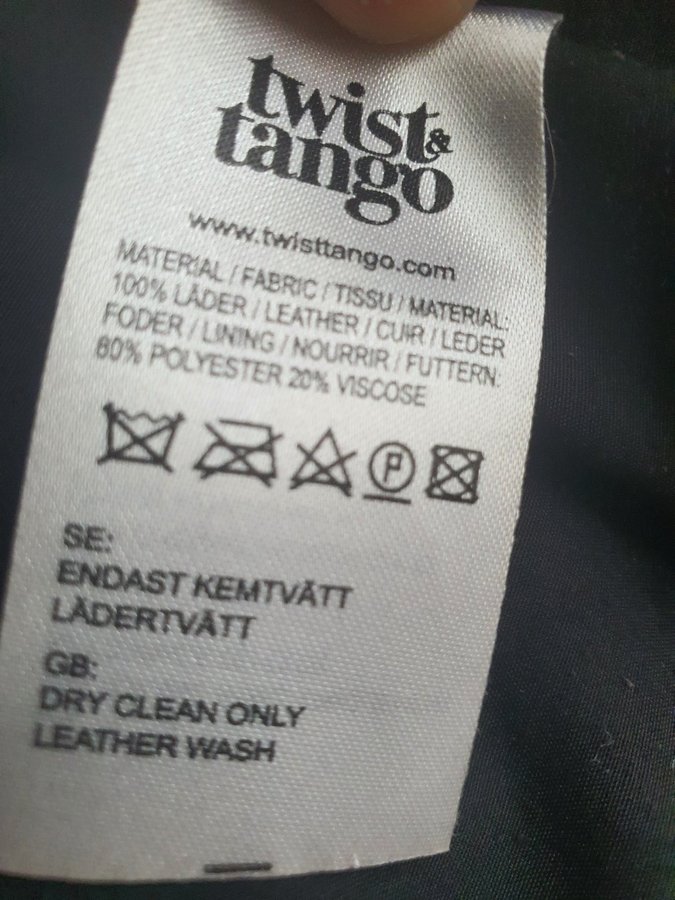 twist&
tango
www.twisttango.com
MATERIAL / FABRIC / TISSU / MATERIAL:
100% LÄDER / LEATHER / CUIR / LEDER
FODER / LINING / NOURRIR / FUTTERN:
80% POLYESTER 20% VISCOSE
P
SE:
ENDAST KEMTVÄTT
LÄDERTVÄTT
GB:
DRY CLEAN ONLY
LEATHER WASH